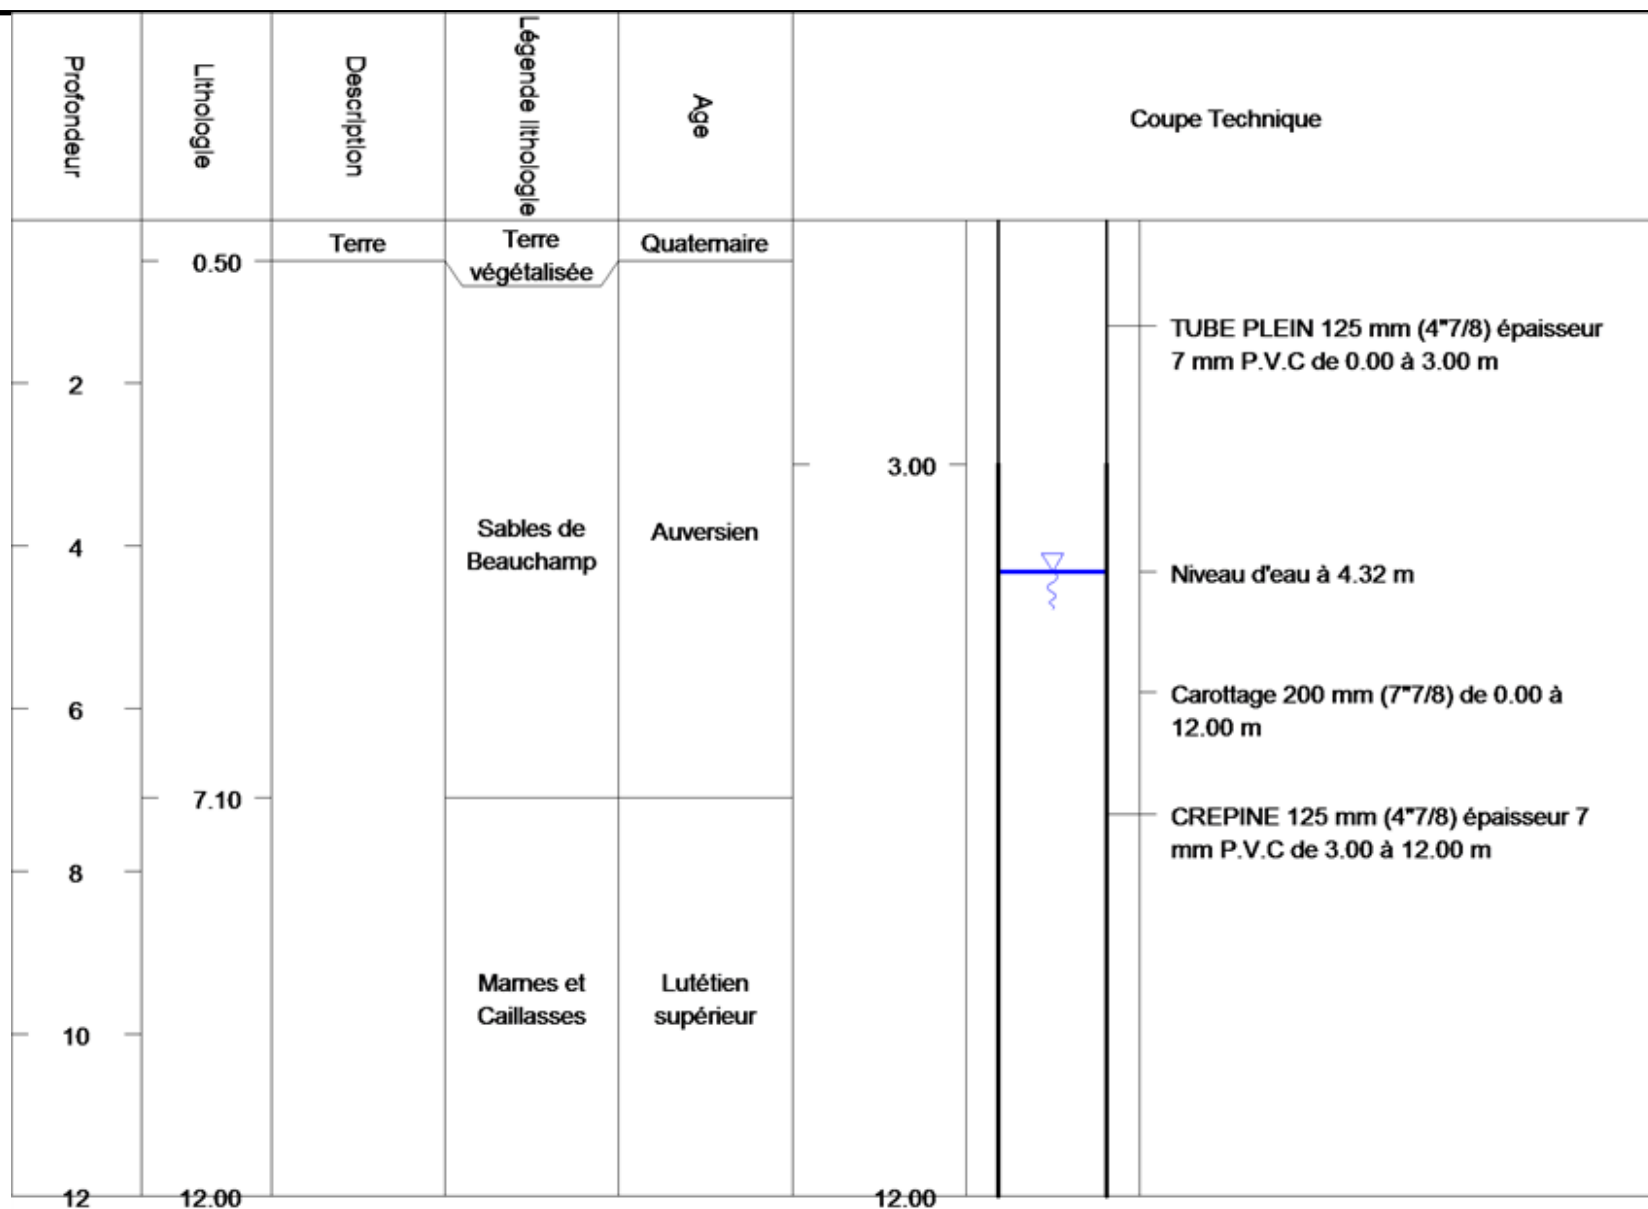 Profondeur
Lithologie
Description
Légende lithologie
Age
Coupe Technique
Terre
Terre
végétalisée
Quaternaire
0.50
TUBE PLEIN 125 mm (4"7/8) épaisseur
7 mm P.V.C de 0.00 à 3.00 m
2
3.00
Sables de
Beauchamp
Auversien
4
Niveau d'eau à 4.32 m
Carottage 200 mm (7"7/8) de 0.00 à
12.00 m
6
7.10
CREPINE 125 mm (4"7/8) épaisseur 7
mm P.V.C de 3.00 à 12.00 m
8
Marnes et
Caillasses
Lutétien
supérieur
10
12
12.00
12.00